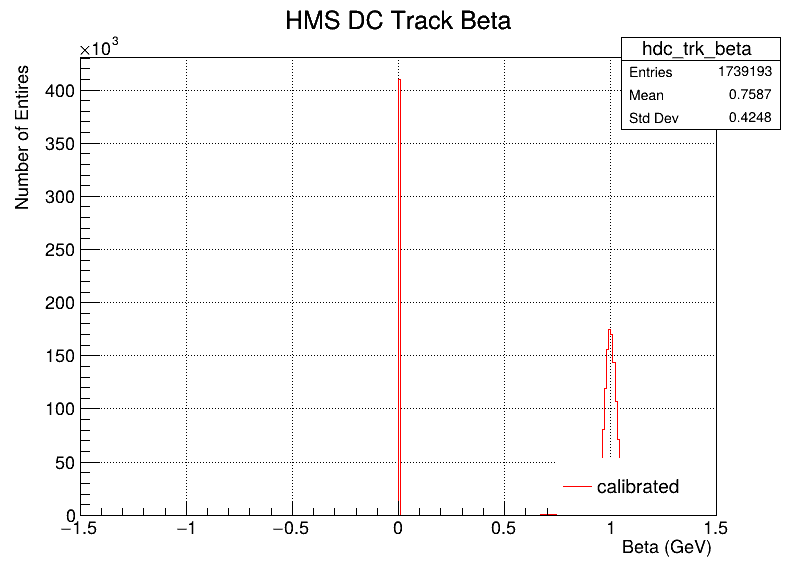 HMS DC Track Beta
×10³
hdc_trk_beta
Entries 1739193
Mean 0.7587
Std Dev 0.4248
Number of Entires
400
350
300
250
200
150
100
50
0
calibrated
−1.5 −1 −0.5 0 0.5 1 1.5
Beta (GeV)